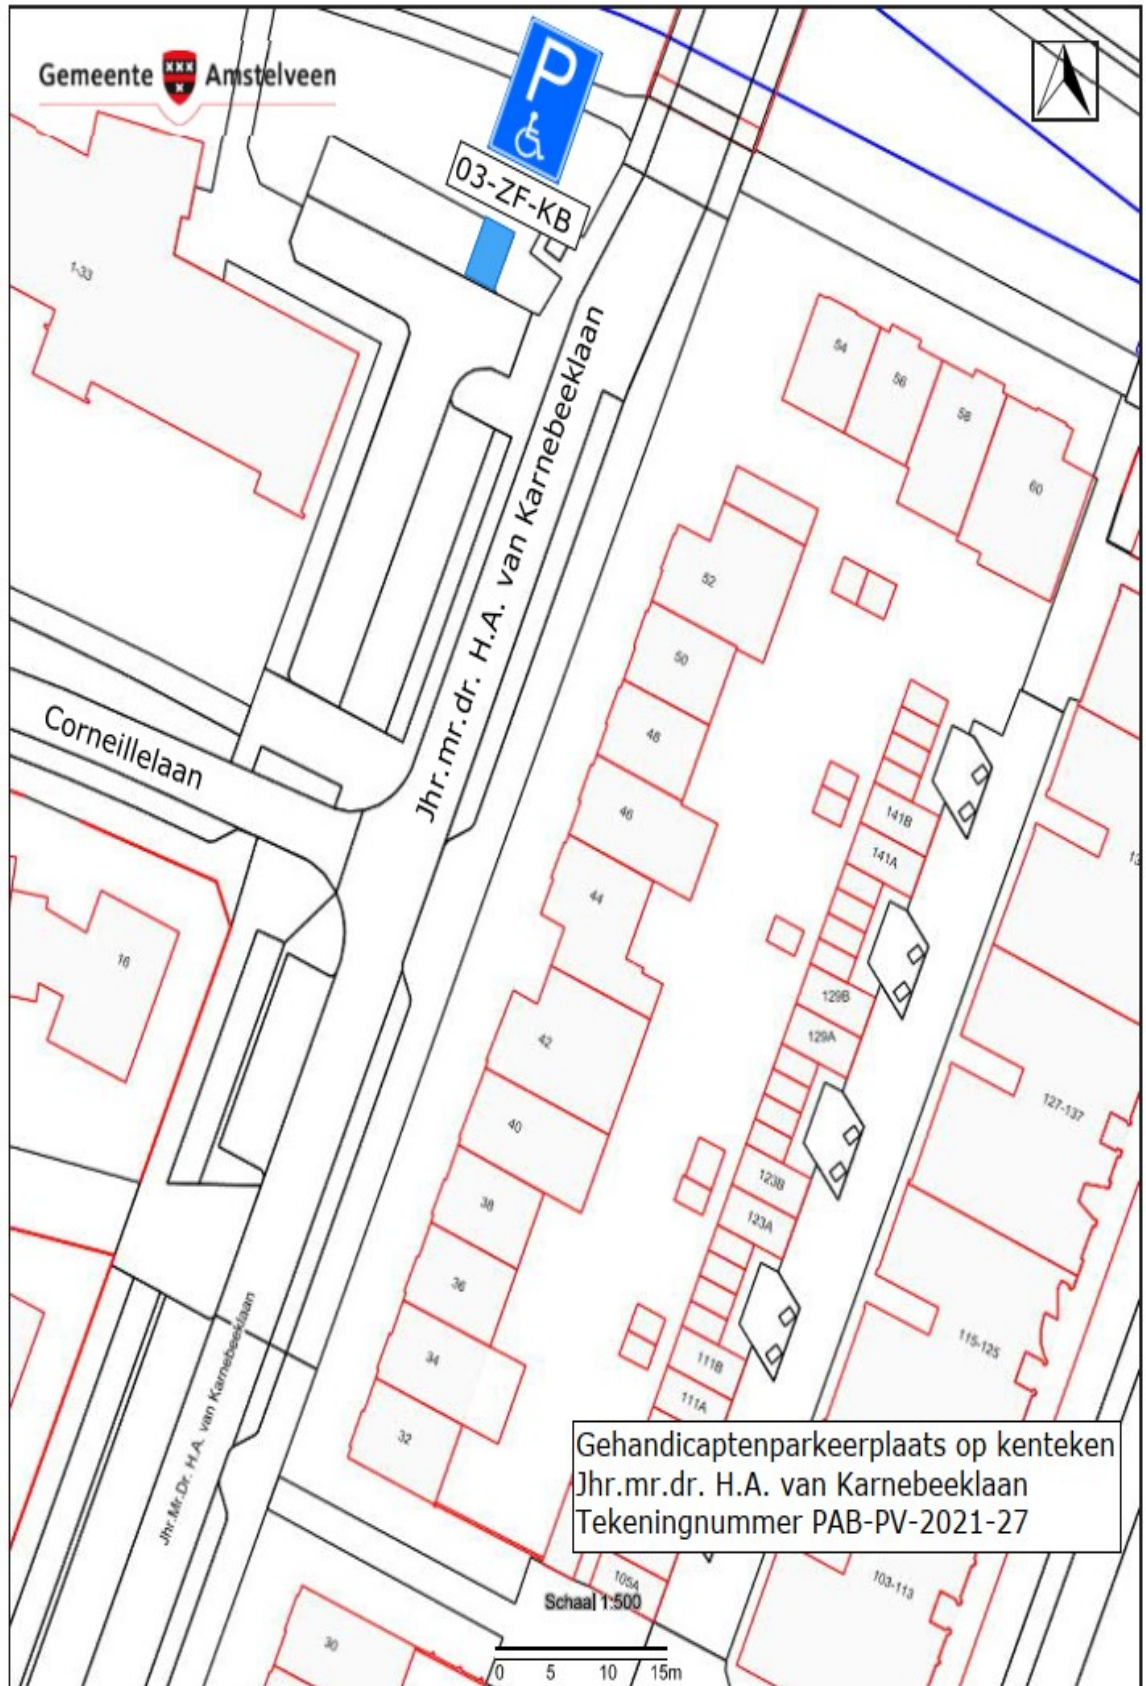 Gemeente Amstelveen
P
03-ZF-KB
1-33
54
56
58
60
52
50
48
46
44
42
40
38
36
34
32
30
16
Jhr.mr.dr. H.A. van Karnebeeklaan
Corneillelaan
Jhr.Mr.Dr. H.A. van Karnebeeklaan
141B
141A
129B
129A
123B
123A
111B
111A
105A
127-137
115-125
103-113
Gehandicaptenparkeerplaats op kenteken
Jhr.mr.dr. H.A. van Karnebeeklaan
Tekeningnummer PAB-PV-2021-27
Schaal 1:500
0 5 10 15m